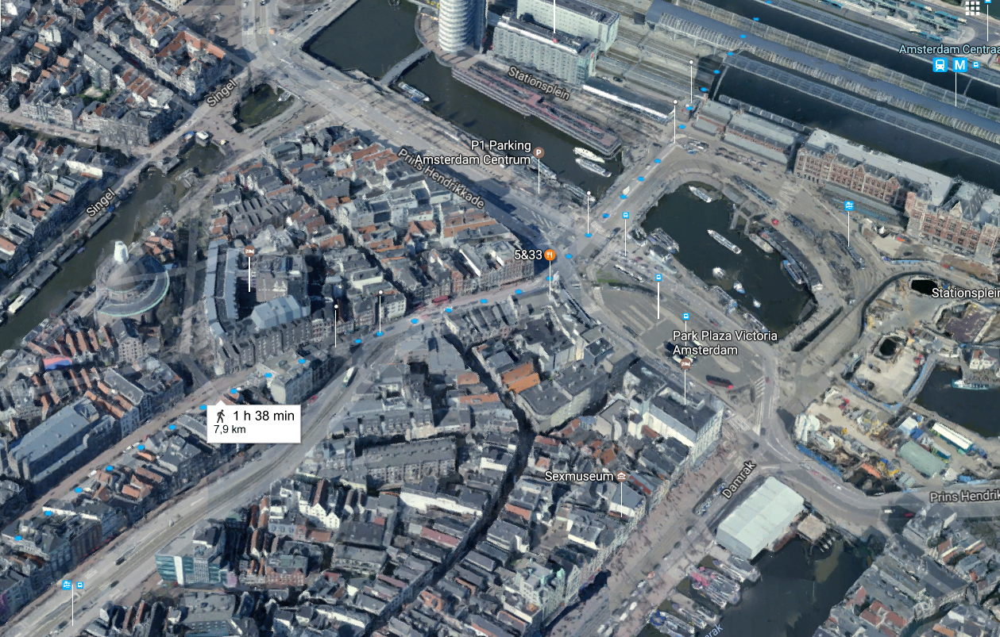 Amsterdam Centraa
M
Stationsplein
Singel
P1 Parking
Amsterdam Centrum
P
Prins Hendrikkade
Singel
5&33
Stationsplein
Park Plaza Victoria
Amsterdam
1 h 38 min
7,9 km
Sexmuseum
Damrak
Prins Hendrik
rak